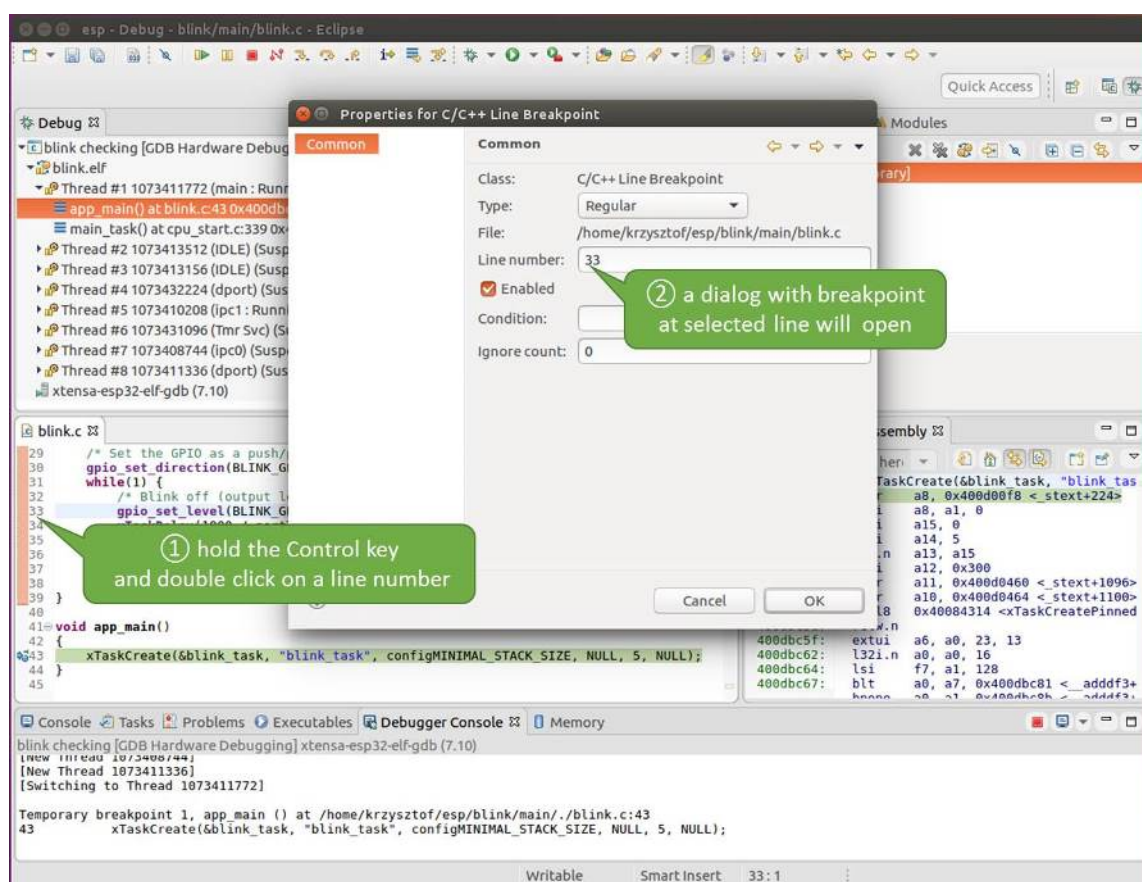 esp - Debug - blink/main/blink.c - Eclipse
Quick Access
Debug
Modules
blink checking [GDB Hardware Debug
rary]
blink.elf
Thread #1 1073411772 (main : Runn
app_main() at blink.c:43 0x400dbc
main_task() at cpu_start.c:339 0x4
Thread #2 1073413512 (IDLE) (Susp
Thread #3 1073413156 (IDLE) (Susp
Thread #4 1073432224 (dport) (Sus
Thread #5 1073410208 (ipc1 : Runni
Thread #6 1073431096 (Tmr Svc) (S
Thread #7 1073408744 (ipc0) (Susp
Thread #8 1073411336 (dport) (Sus
xtensa-esp32-elf-gdb (7.10)
Properties for C/C++ Line Breakpoint
Common
Common
Class: C/C++ Line Breakpoint
Type: Regular
File: /home/krzysztof/esp/blink/main/blink.c
Line number: 33
Enabled
Condition:
Ignore count: 0
② a dialog with breakpoint
at selected line will open
Cancel OK
blink.c
29 /* Set the GPIO as a push/
30 gpio_set_direction(BLINK_G
31 while(1) {
32 /* Blink off (output l
33 gpio_set_level(BLINK_G
34
35
36
37
38
39 }
40
41 void app_main()
42 {
43 xTaskCreate(&blink_task, "blink_task", configMINIMAL_STACK_SIZE, NULL, 5, NULL);
44 }
45
① hold the Control key
and double click on a line number
ssembly
her
TaskCreate(&blink_task, "blink_tas
r a8, 0x400d00f8 <_stext+224>
i a8, a1, 0
i a15, 0
i a14, 5
.n a13, a15
i a12, 0x300
r a11, 0x400d0460 <_stext+1096>
r a10, 0x400d0464 <_stext+1100>
l8 0x40084314 <xTaskCreatePinned
400dbc5f: extui a6, a0, 23, 13
400dbc62: l32i.n a0, a0, 16
400dbc64: lsi f7, a1, 128
400dbc67: blt a0, a7, 0x400dbc81 <__adddf3+
Console Tasks Problems Executables Debugger Console Memory
blink checking [GDB Hardware Debugging] xtensa-esp32-elf-gdb (7.10)
[New Thread 1073408744]
[New Thread 1073411336]
[Switching to Thread 1073411772]
Temporary breakpoint 1, app_main () at /home/krzysztof/esp/blink/main/./blink.c:43
43 xTaskCreate(&blink_task, "blink_task", configMINIMAL_STACK_SIZE, NULL, 5, NULL);
Writable Smart Insert 33 : 1